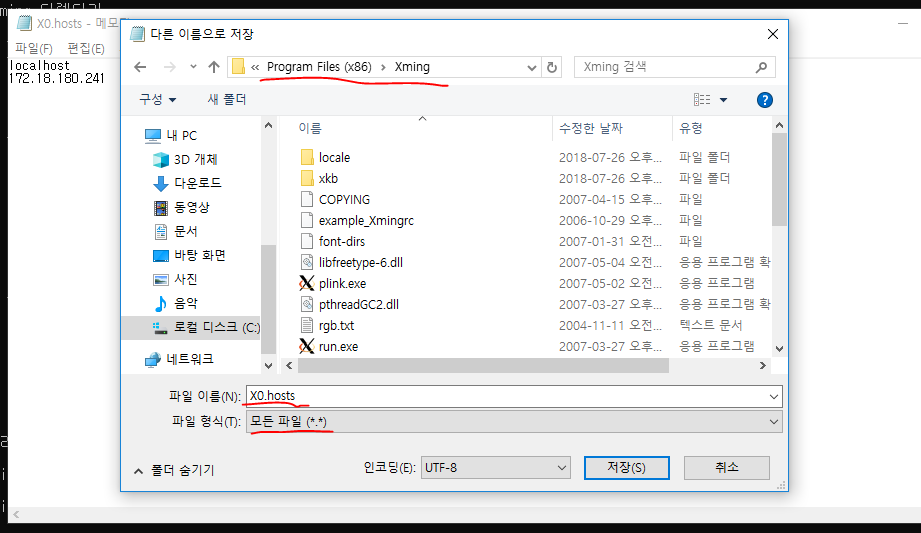 X0.hosts - 메모
파일(F) 편집(E)
localhost
172.18.180.241
다른 이름으로 저장
« Program Files (x86) > Xming
Xming 검색
구성 새 폴더
이름 수정한 날짜 유형
내 PC
3D 개체
다운로드
동영상
문서
바탕 화면
사진
음악
로컬 디스크 (C:)
네트워크
locale 2018-07-26 오후... 파일 폴더
xkb 2018-07-26 오후... 파일 폴더
COPYING 2007-04-15 오후... 파일
example_Xmingrc 2006-10-29 오후... 파일
font-dirs 2007-01-31 오전... 파일
libfreetype-6.dll 2007-05-04 오전... 응용 프로그램 확
plink.exe 2007-05-02 오전... 응용 프로그램
pthreadGC2.dll 2007-03-27 오후... 응용 프로그램 확
rgb.txt 2004-11-11 오전... 텍스트 문서
run.exe 2007-03-27 오후... 응용 프로그램
파일 이름(N): X0.hosts
파일 형식(T): 모든 파일 (*.*)
폴더 숨기기
인코딩(E): UTF-8
저장(S)
취소